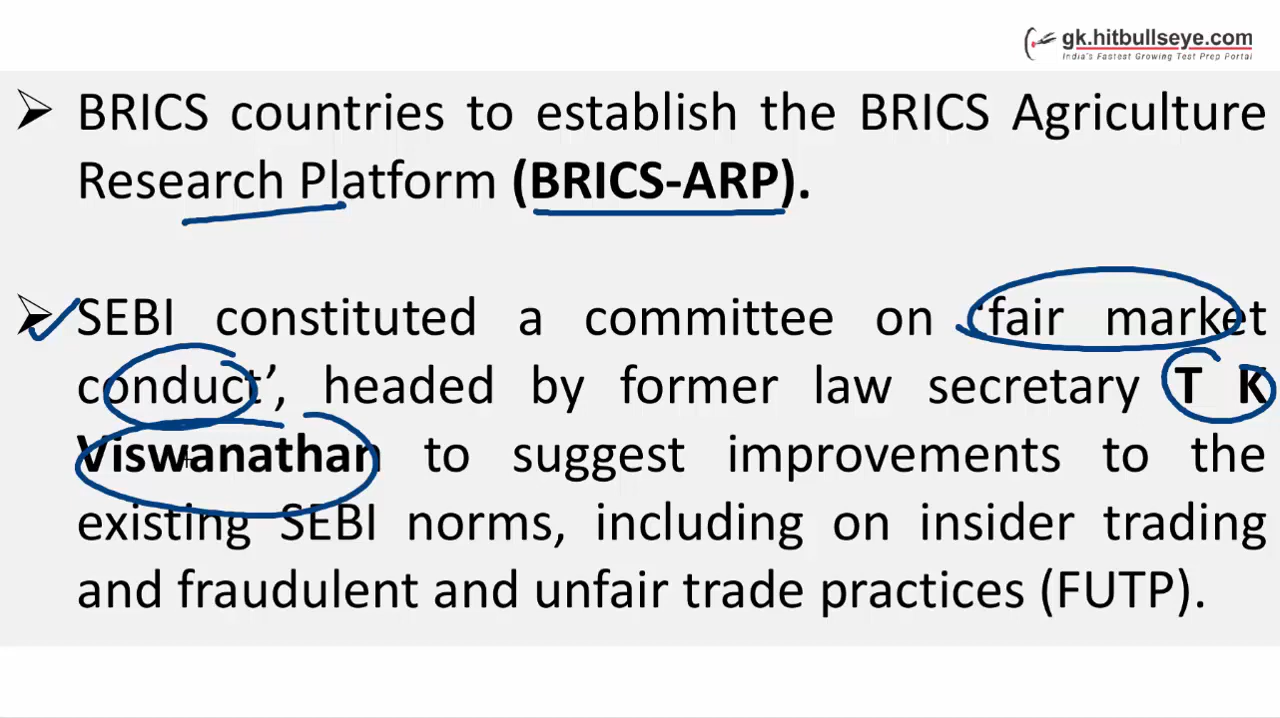 gk.hitbullseye.com
India's Fastest Growing Test Prep Portal
BRICS countries to establish the BRICS Agriculture
Research Platform (BRICS-ARP).
SEBI constituted a committee on ‘fair market
conduct’, headed by former law secretary T K
Viswanathan to suggest improvements to the
existing SEBI norms, including on insider trading
and fraudulent and unfair trade practices (FUTP).